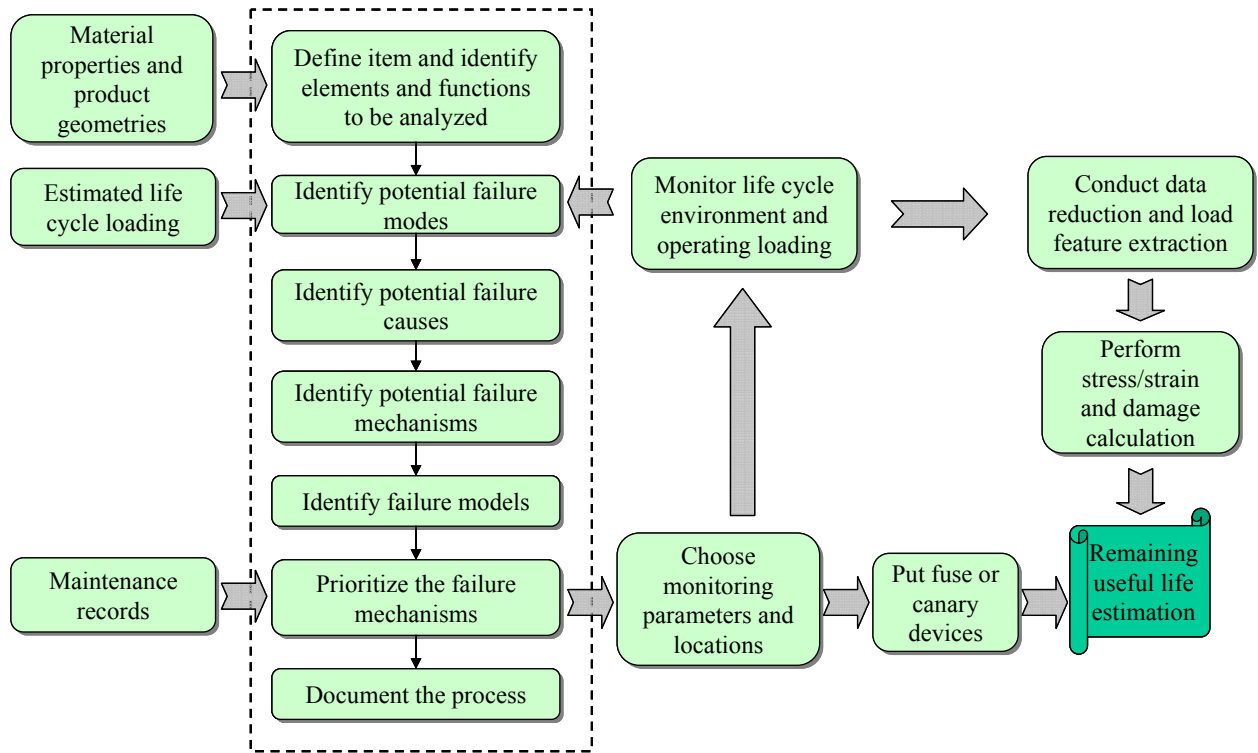 Material
properties and
product
geometries
Define item and identify
elements and functions
to be analyzed
Estimated life
cycle loading
Identify potential failure
modes
Monitor life cycle
environment and
operating loading
Conduct data
reduction and load
feature extraction
Identify potential failure
causes
Perform
stress/strain
and damage
calculation
Identify potential failure
mechanisms
Identify failure models
Maintenance
records
Prioritize the failure
mechanisms
Choose
monitoring
parameters and
locations
Put fuse or
canary
devices
Remaining
useful life
estimation
Document the process